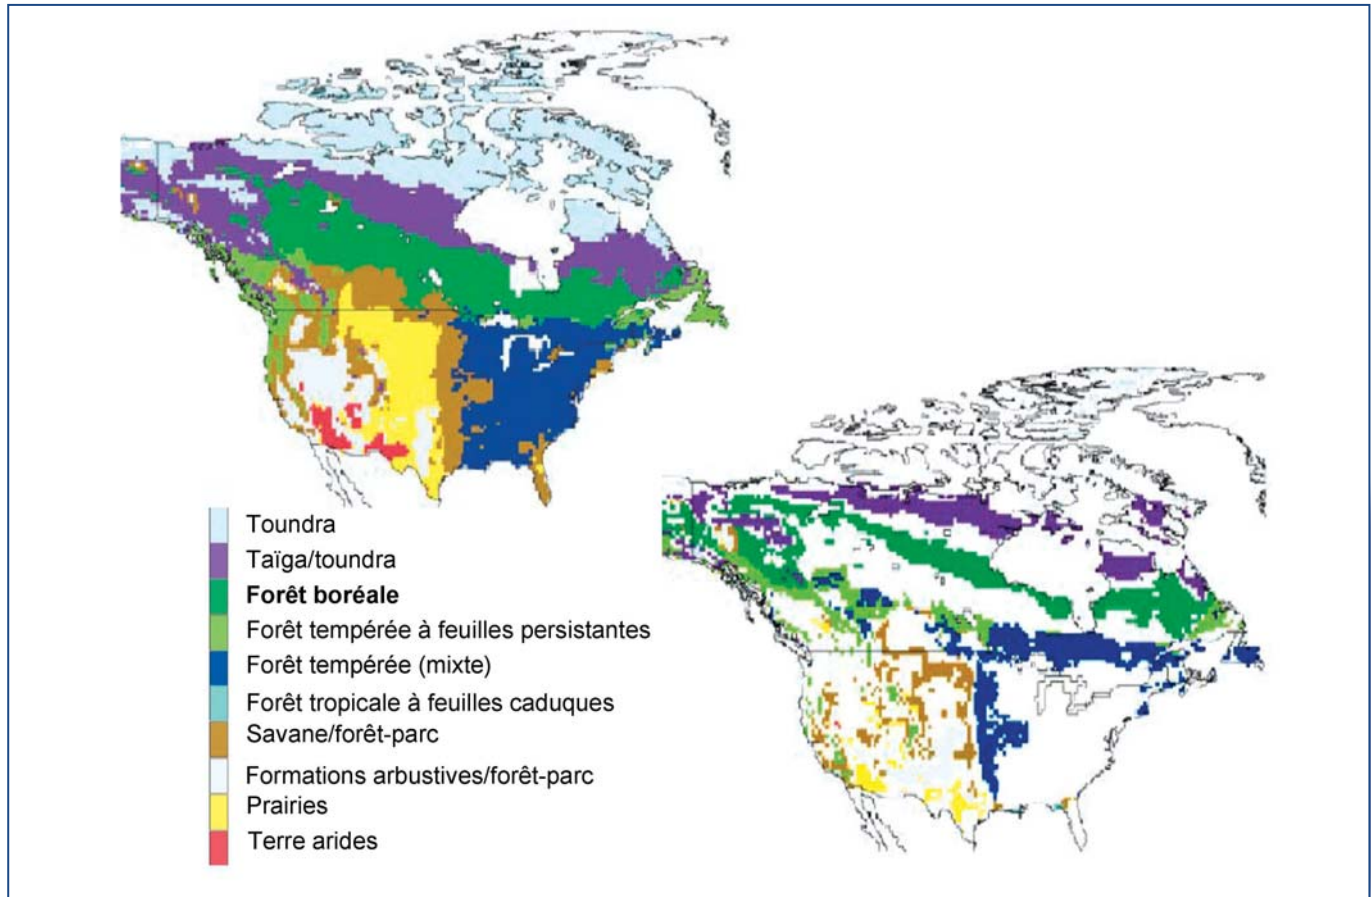 Toundra
Taïga/toundra
Forêt boréale
Forêt tempérée à feuilles persistantes
Forêt tempérée (mixte)
Forêt tropicale à feuilles caduques
Savane/forêt-parc
Formations arbustives/forêt-parc
Prairies
Terre arides